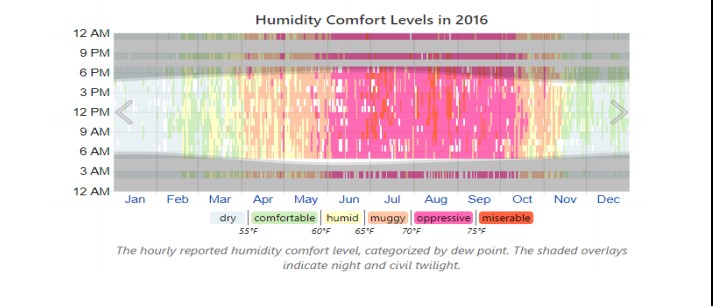 Humidity Comfort Levels in 2016
12 AM
9 PM
6 PM
3 PM
12 PM
9 AM
6 AM
3 AM
12 AM
Jan Feb Mar Apr May Jun Jul Aug Sep Oct Nov Dec
dry comfortable humid muggy oppressive miserable
55°F 60°F 65°F 70°F 75°F
The hourly reported humidity comfort level, categorized by dew point. The shaded overlays
indicate night and civil twilight.